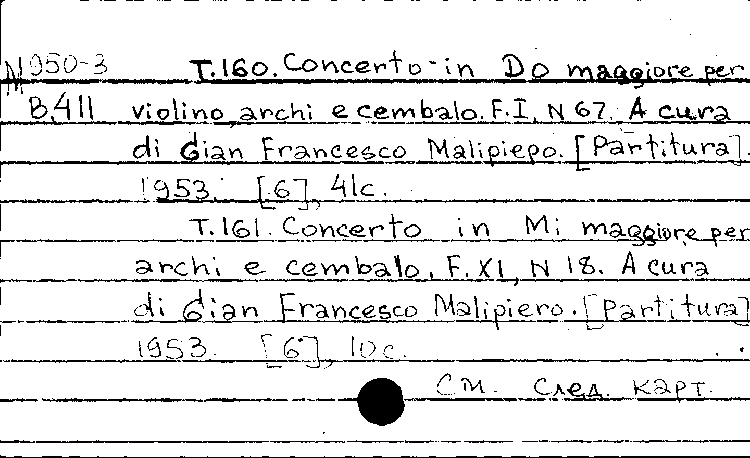 М950-3 T.160. Concerto in Do maggiore per
B.411 violino, archi e cembalo. F.I, N 67. A cura
di Gian Francesco Malipiepo. [Partitura].
1953. [6], 41c.
T.161. Concerto in Mi maggiore per
archi e cembalo. F.XI, N 18. A cura
di Gian Francesco Malipiero. [Partitura]
1953. [6], 10c.
См. след. карт.